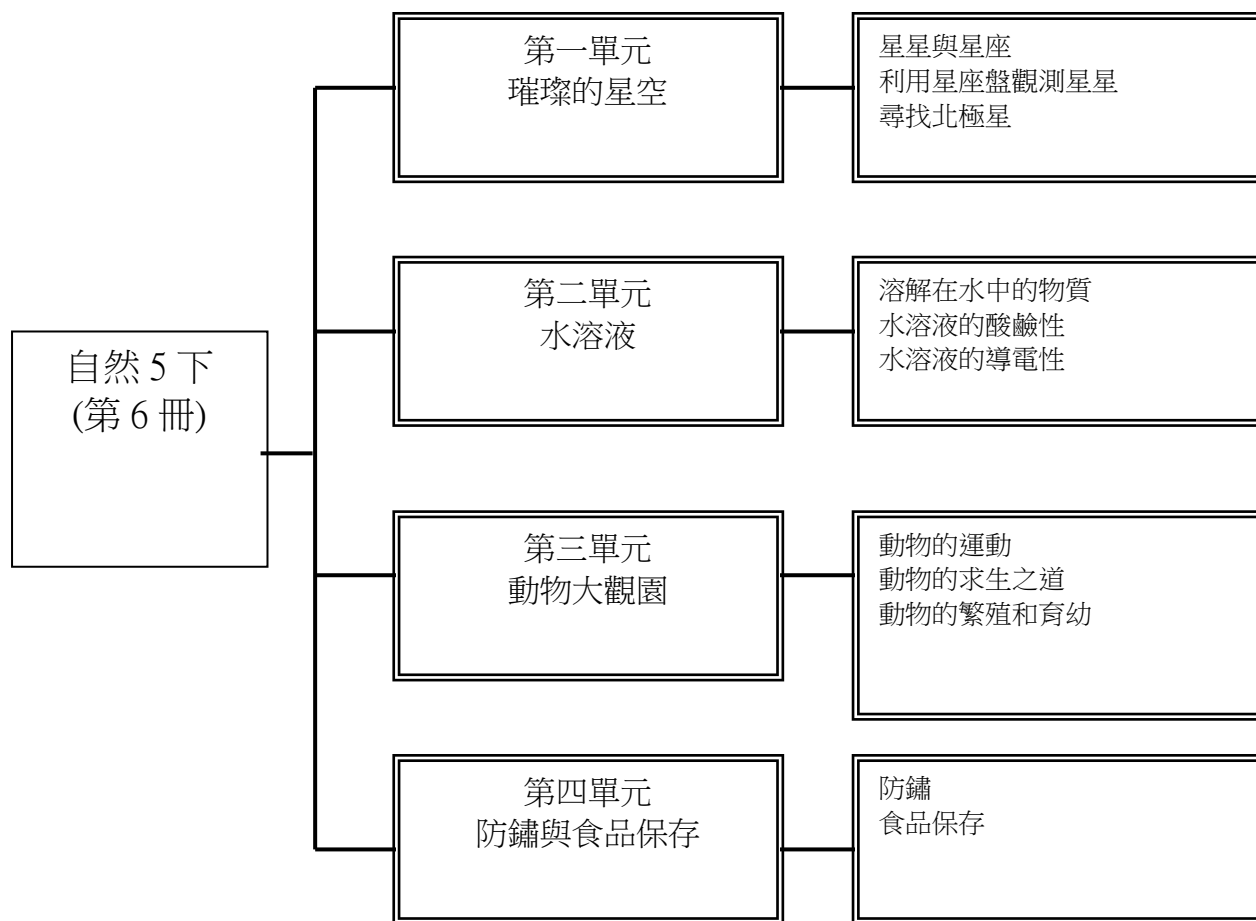 自然 5 下
(第 6 冊)
第一單元
璀璨的星空
星星與星座
利用星座盤觀測星星
尋找北極星
第二單元
水溶液
溶解在水中的物質
水溶液的酸鹼性
水溶液的導電性
第三單元
動物大觀園
動物的運動
動物的求生之道
動物的繁殖和育幼
第四單元
防鏽與食品保存
防鏽
食品保存